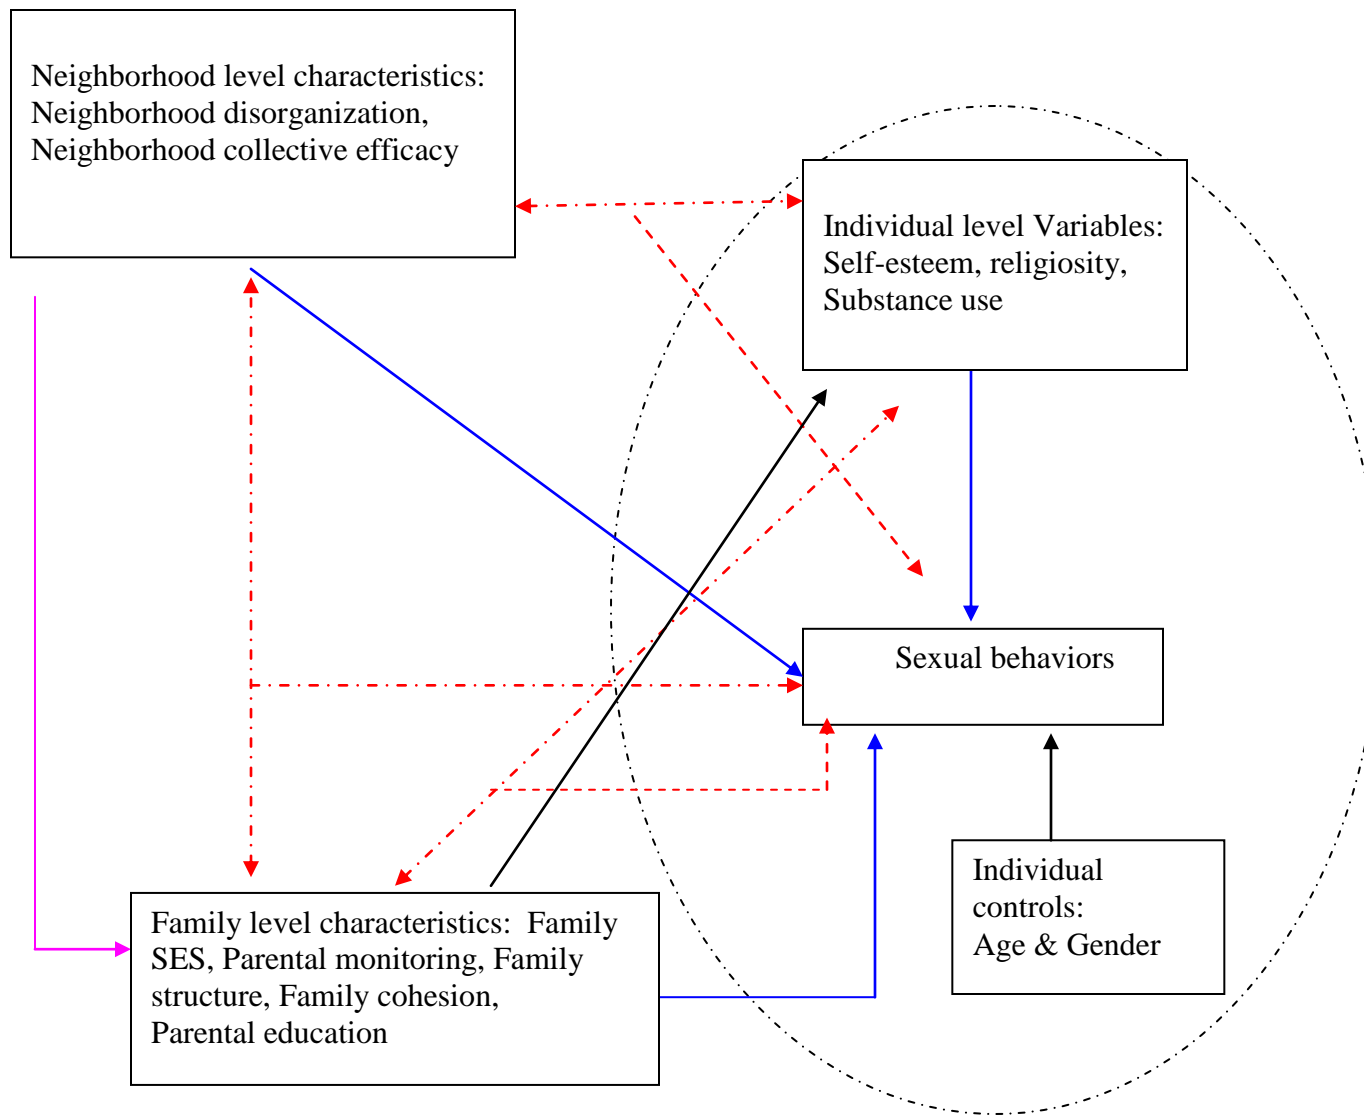 Neighborhood level characteristics:
Neighborhood disorganization,
Neighborhood collective efficacy
Individual level Variables:
Self-esteem, religiosity,
Substance use
Sexual behaviors
Individual
controls:
Age & Gender
Family level characteristics:  Family
SES, Parental monitoring, Family
structure, Family cohesion,
Parental education